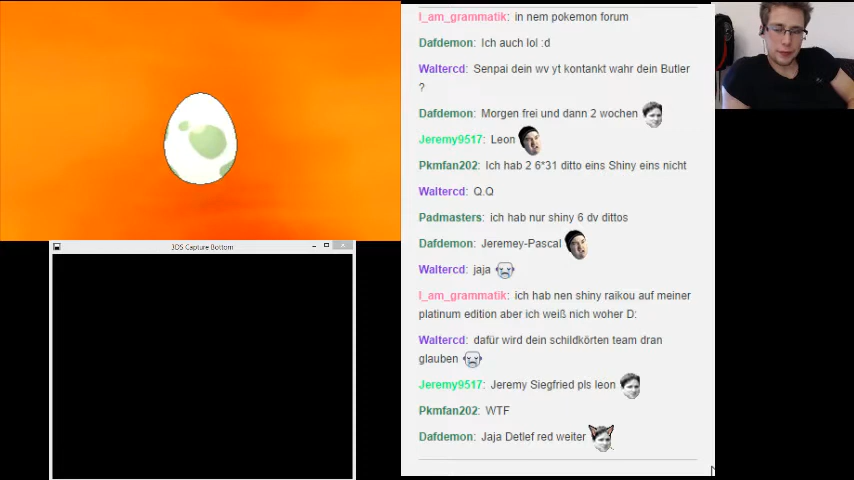 I_am_grammatik: in nem pokemon forum
Dafdemon: Ich auch lol :d
Waltercd: Senpai dein wv yt kontankt wahr dein Butler
?
Dafdemon: Morgen frei und dann 2 wochen
Jeremy9517: Leon
Pkmfan202: Ich hab 2 6*31 ditto eins Shiny eins nicht
Waltercd: Q.Q
Padmasters: ich hab nur shiny 6 dv dittos
Dafdemon: Jeremey-Pascal
3DS Capture Bottom
Waltercd: jaja
I_am_grammatik: ich hab nen shiny raikou auf meiner
platinum edition aber ich weiß nich woher D:
Waltercd: dafür wird dein schildkörten team dran
glauben
Jeremy9517: Jeremy Siegfried pls leon
Pkmfan202: WTF
Dafdemon: Jaja Detlef red weiter